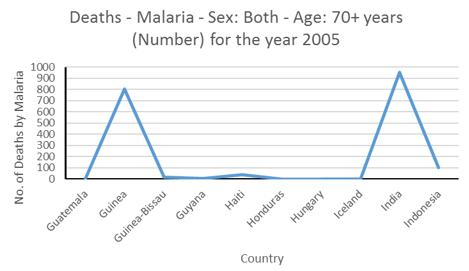 Deaths - Malaria - Sex: Both - Age: 70+ years
(Number) for the year 2005
No. of Deaths by Malaria
1000
900
800
700
600
500
400
300
200
100
0
Guatemala
Guinea
Guinea-Bissau
Guyana
Haiti
Honduras
Hungary
Iceland
India
Indonesia
Country